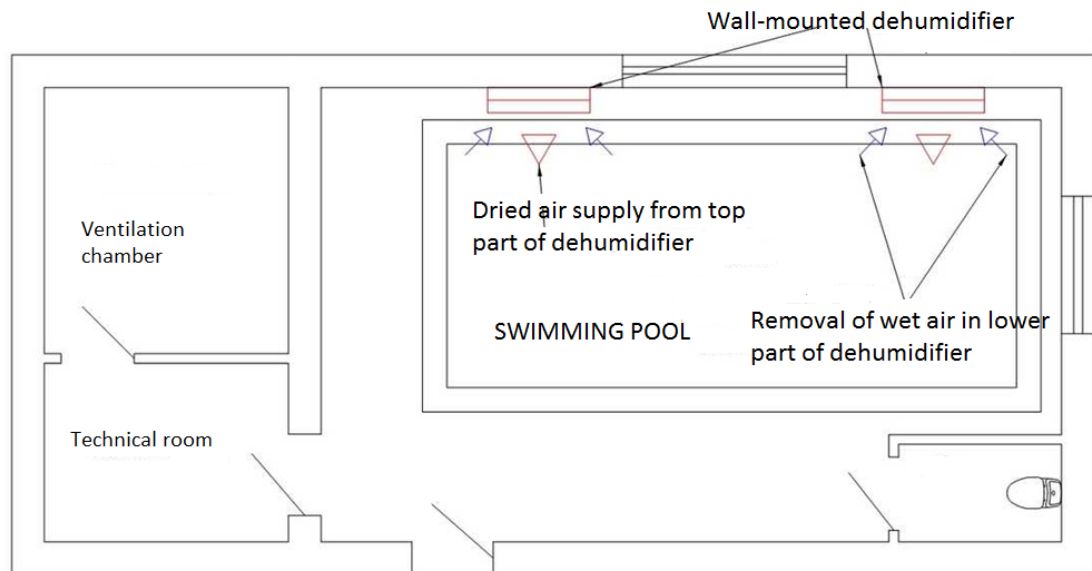 Wall-mounted dehumidifier
Dried air supply from top
part of dehumidifier
Ventilation
chamber
SWIMMING POOL
Removal of wet air in lower
part of dehumidifier
Technical room